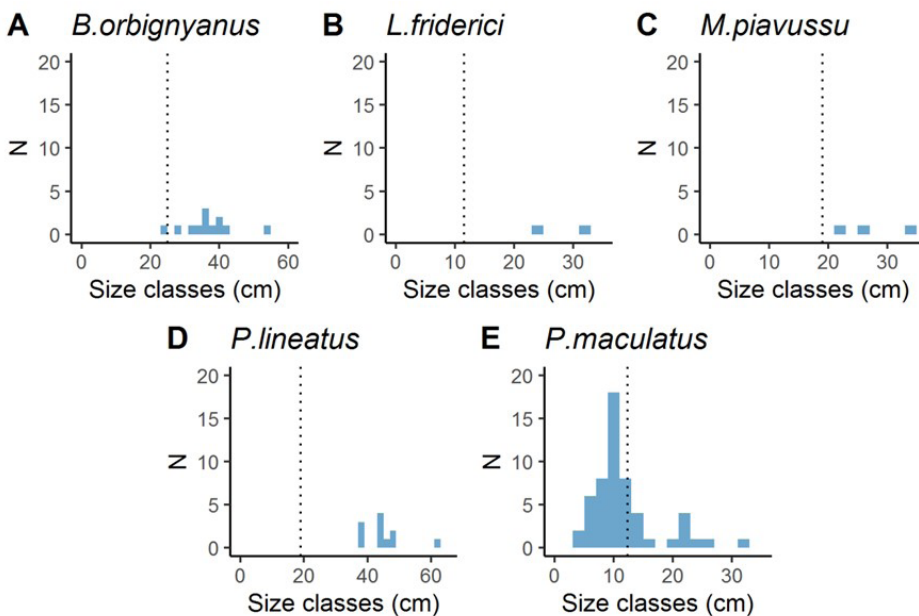 A B.orbignyanus
20
15
10
5
0
N
0 20 40 60
Size classes (cm)
B L.friderici
20
15
10
5
0
N
0 10 20 30
Size classes (cm)
C M.piavussu
20
15
10
5
0
N
0 10 20 30
Size classes (cm)
D P.lineatus
20
15
10
5
0
N
0 20 40 60
Size classes (cm)
E P.maculatus
20
15
10
5
0
N
0 10 20 30
Size classes (cm)